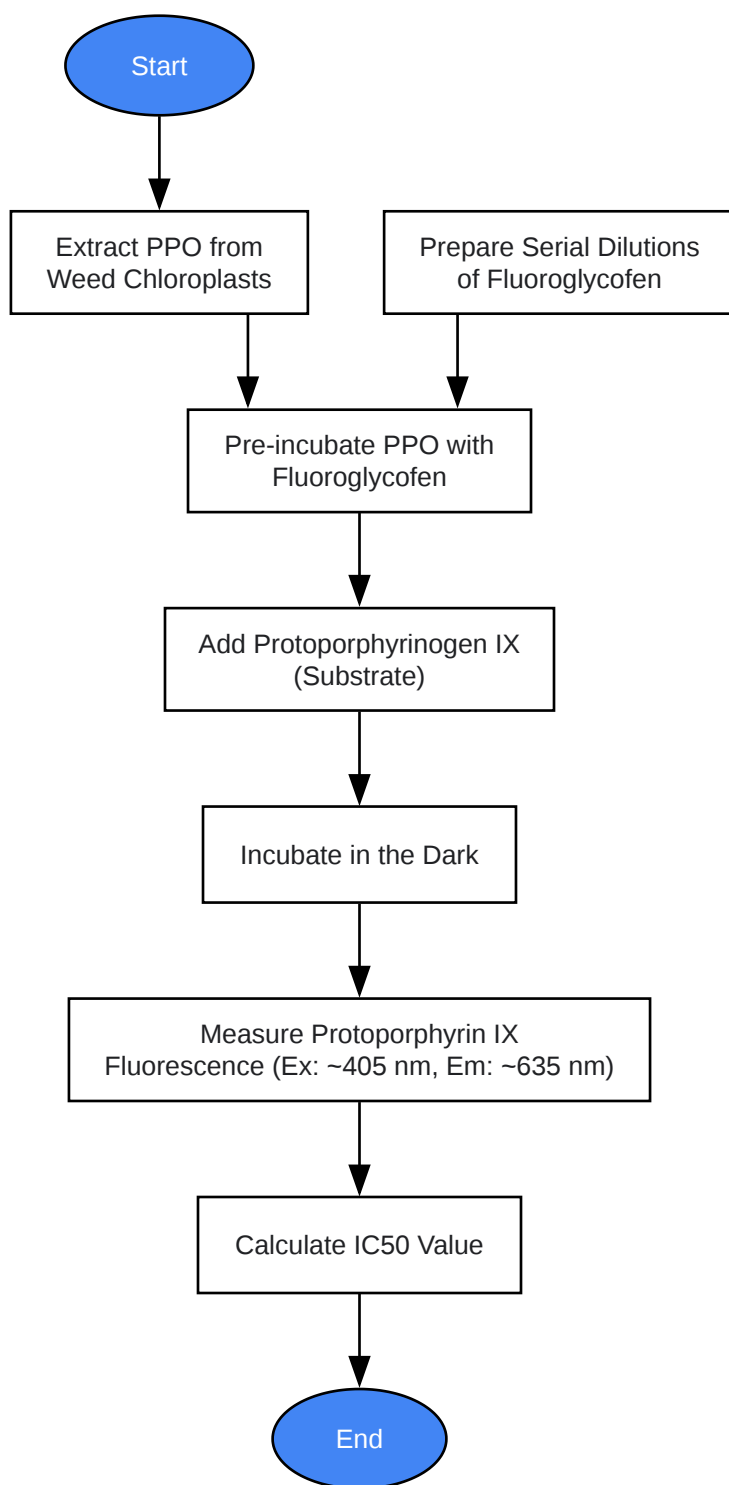 Start
Extract PPO from
Weed Chloroplasts
Prepare Serial Dilutions
of Fluoroglycofen
Pre-incubate PPO with
Fluoroglycofen
Add Protoporphyrinogen IX
(Substrate)
Incubate in the Dark
Measure Protoporphyrin IX
Fluorescence (Ex: ~405 nm, Em: ~635 nm)
Calculate IC50 Value
End